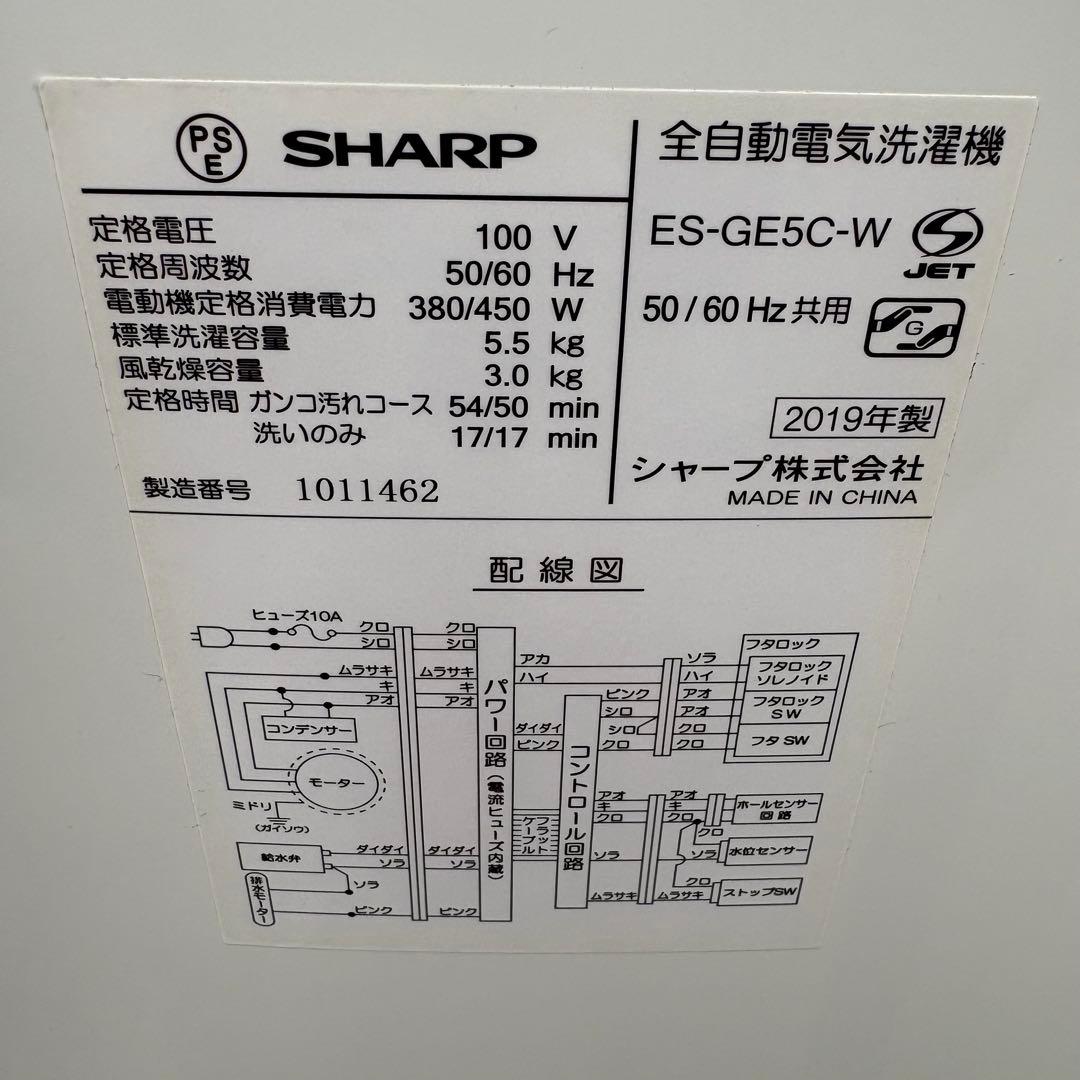 PS
E
SHARP
定格電圧 100 V
定格周波数 50/60 Hz
電動機定格消費電力 380/450 W
標準洗濯容量 5.5 kg
風乾燥容量 3.0 kg
定格時間 ガンコ汚れコース 54/50 min
洗いのみ 17/17 min
製造番号 1011462
全自動電気洗濯機
ES-GE5C-W
JET
50/60 Hz 共用
G
2019年製
シャープ株式会社
MADE IN CHINA
配線図
ヒューズ10A
クロ クロ
シロ シロ
ムラサキ ムラサキ
キ キ
アオ アオ
コンデンサー
モーター
ミドリ
(ガイソウ)
給水弁
ダイダイ ダイダイ
ソラ ソラ
排水モーター
ソラ
ピンク ピンク
パワー回路(電流ヒューズ内蔵)
アカ ソラ
ハイ ハイ
ダイダイ
ピンク
フラット
ケーブル
コントロール回路
ピンク アオ
シロ アオ
シロ クロ
クロ クロ
フタロック
フタロック
ソレノイド
フタロック
SW
フタ SW
アオ アオ
キ キ
クロ クロ
ホールセンサー
回路
クロ
ソラ ソラ
水位センサー
クロ
ムラサキ ムラサキ
ストップSW